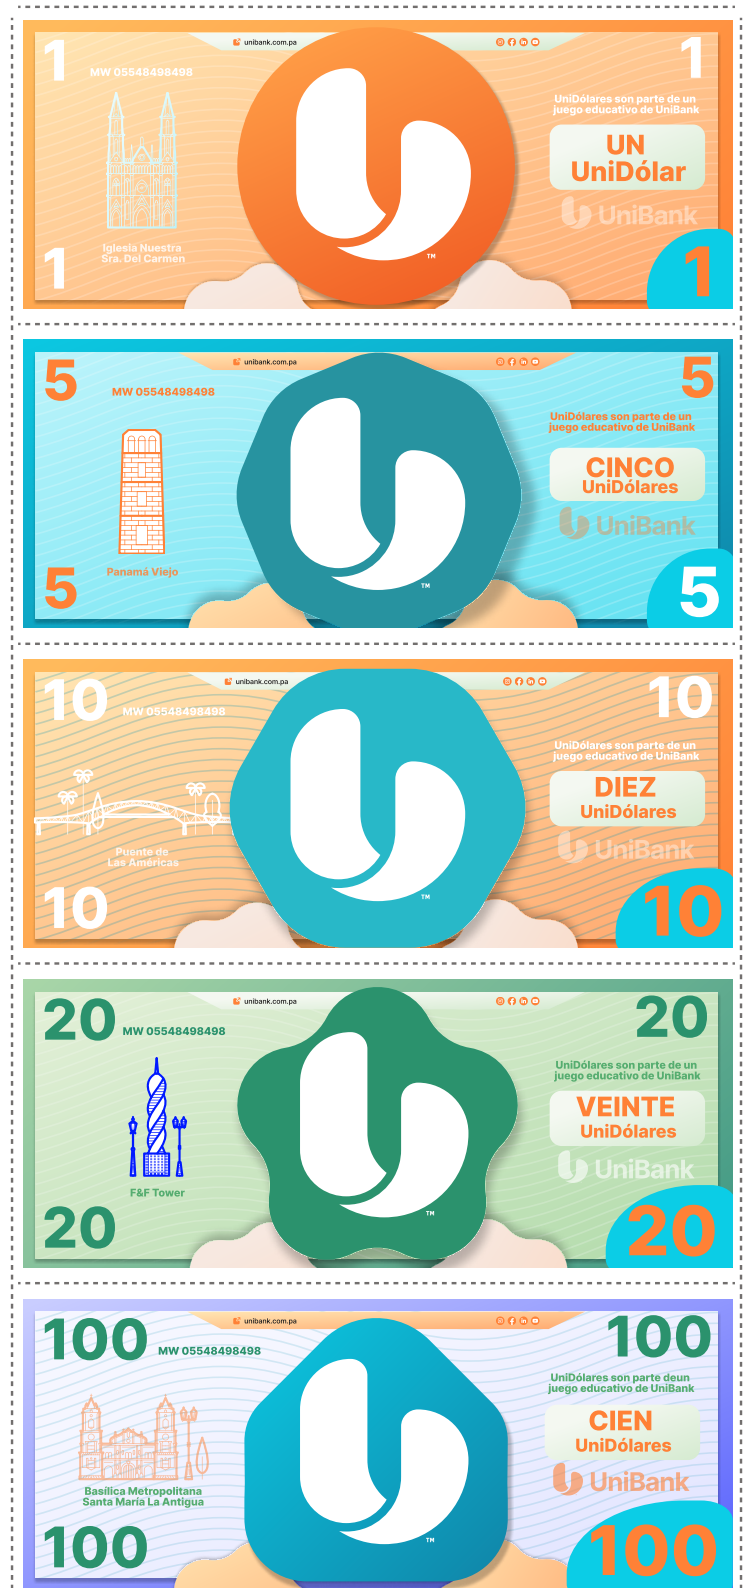 1
unibank.com.pa
1
MW 05548498498
UniDólares son parte de un
juego educativo de UniBank
UN
UniDólar
UniBank
Iglesia Nuestra
Sra. Del Carmen
TM
1
1
5
unibank.com.pa
5
MW 05548498498
UniDólares son parte de un
juego educativo de UniBank
CINCO
UniDólares
UniBank
Panamá Viejo
TM
5
5
10
unibank.com.pa
10
MW 05548498498
UniDólares son parte de un
juego educativo de UniBank
DIEZ
UniDólares
UniBank
Puente de
Las Américas
TM
10
10
20
unibank.com.pa
20
MW 05548498498
UniDólares son parte de un
juego educativo de UniBank
VEINTE
UniDólares
UniBank
F&F Tower
TM
20
20
100
unibank.com.pa
100
MW 05548498498
UniDólares son parte deun
juego educativo de UniBank
CIEN
UniDólares
UniBank
Basílica Metropolitana
Santa María La Antigua
TM
100
100